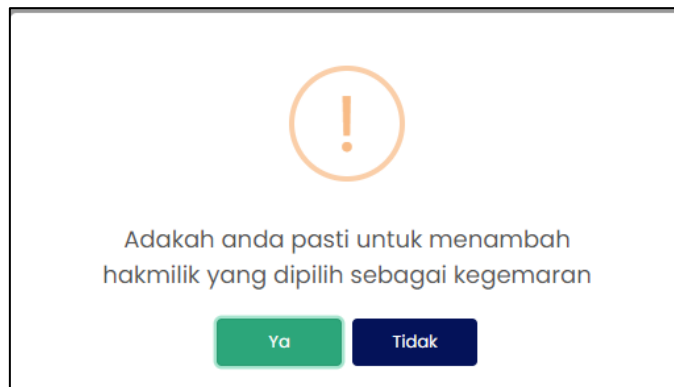 !
Adakah anda pasti untuk menambah
hakmilik yang dipilih sebagai kegemaran
Ya
Tidak